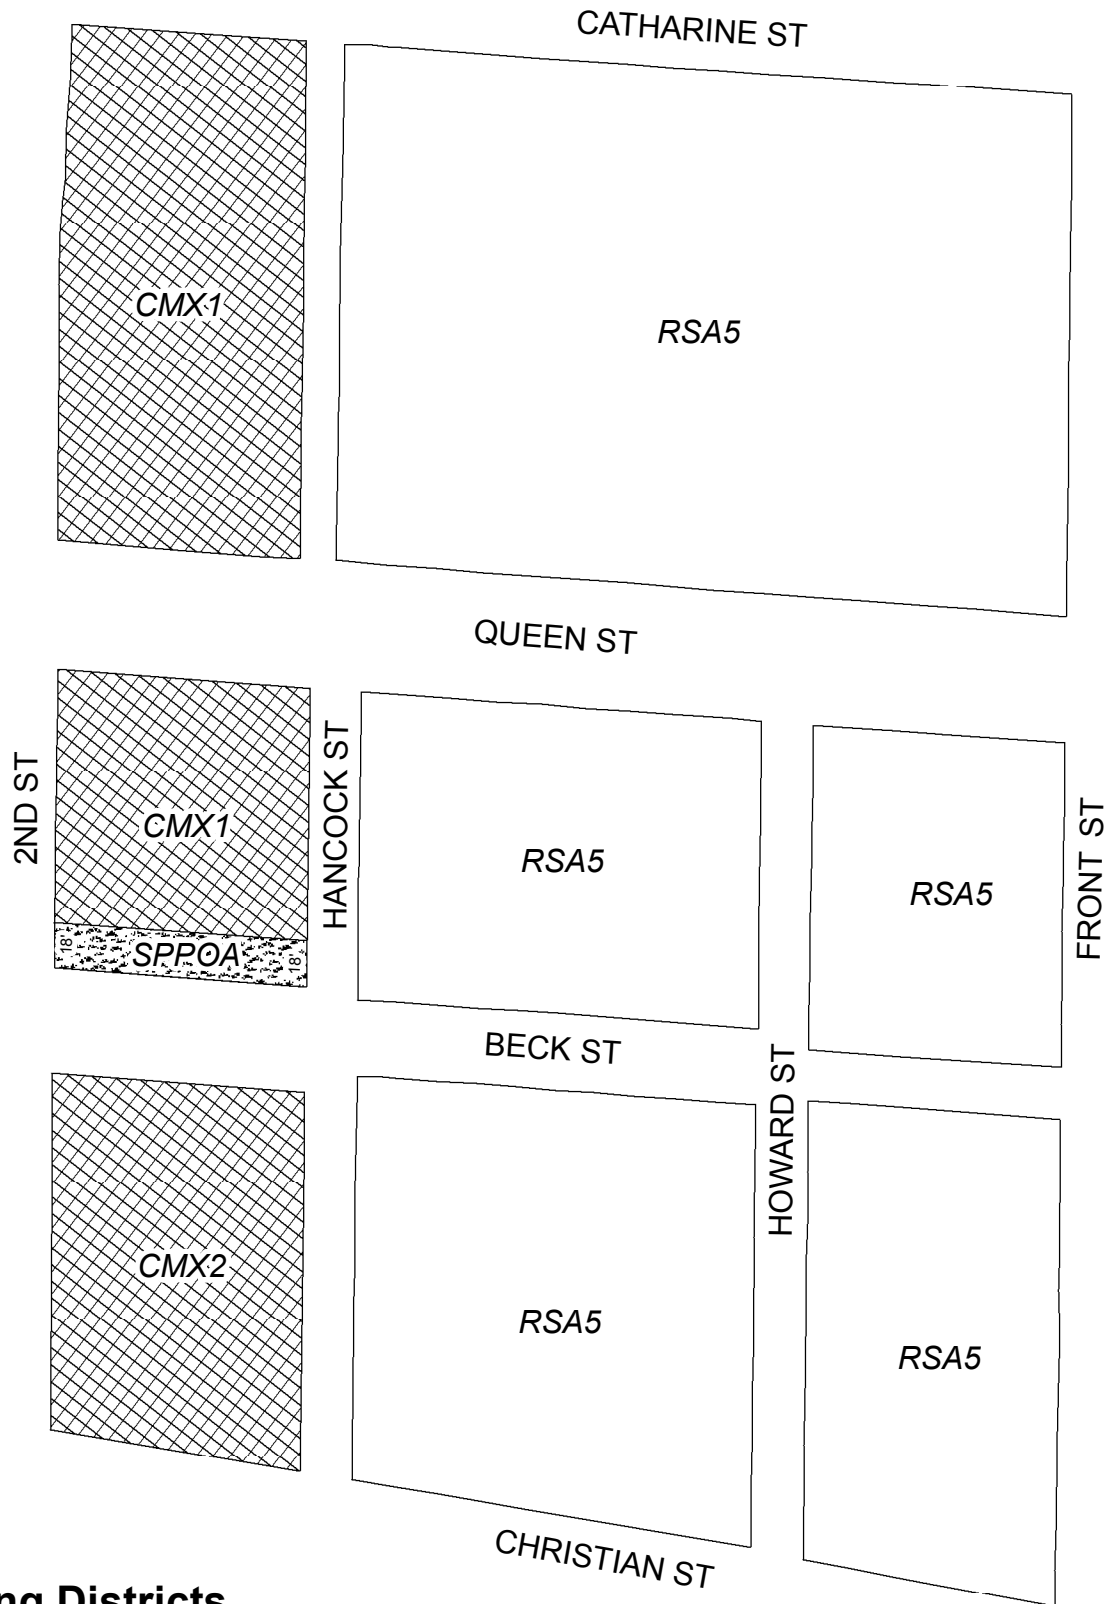 CATHARINE ST
CMX1
RSA5
QUEEN ST
2ND ST
HANCOCK ST
CMX1
RSA5
RSA5
FRONT ST
18'
SPPOA
18'
BECK ST
HOWARD ST
CMX2
RSA5
RSA5
CHRISTIAN ST
Districts